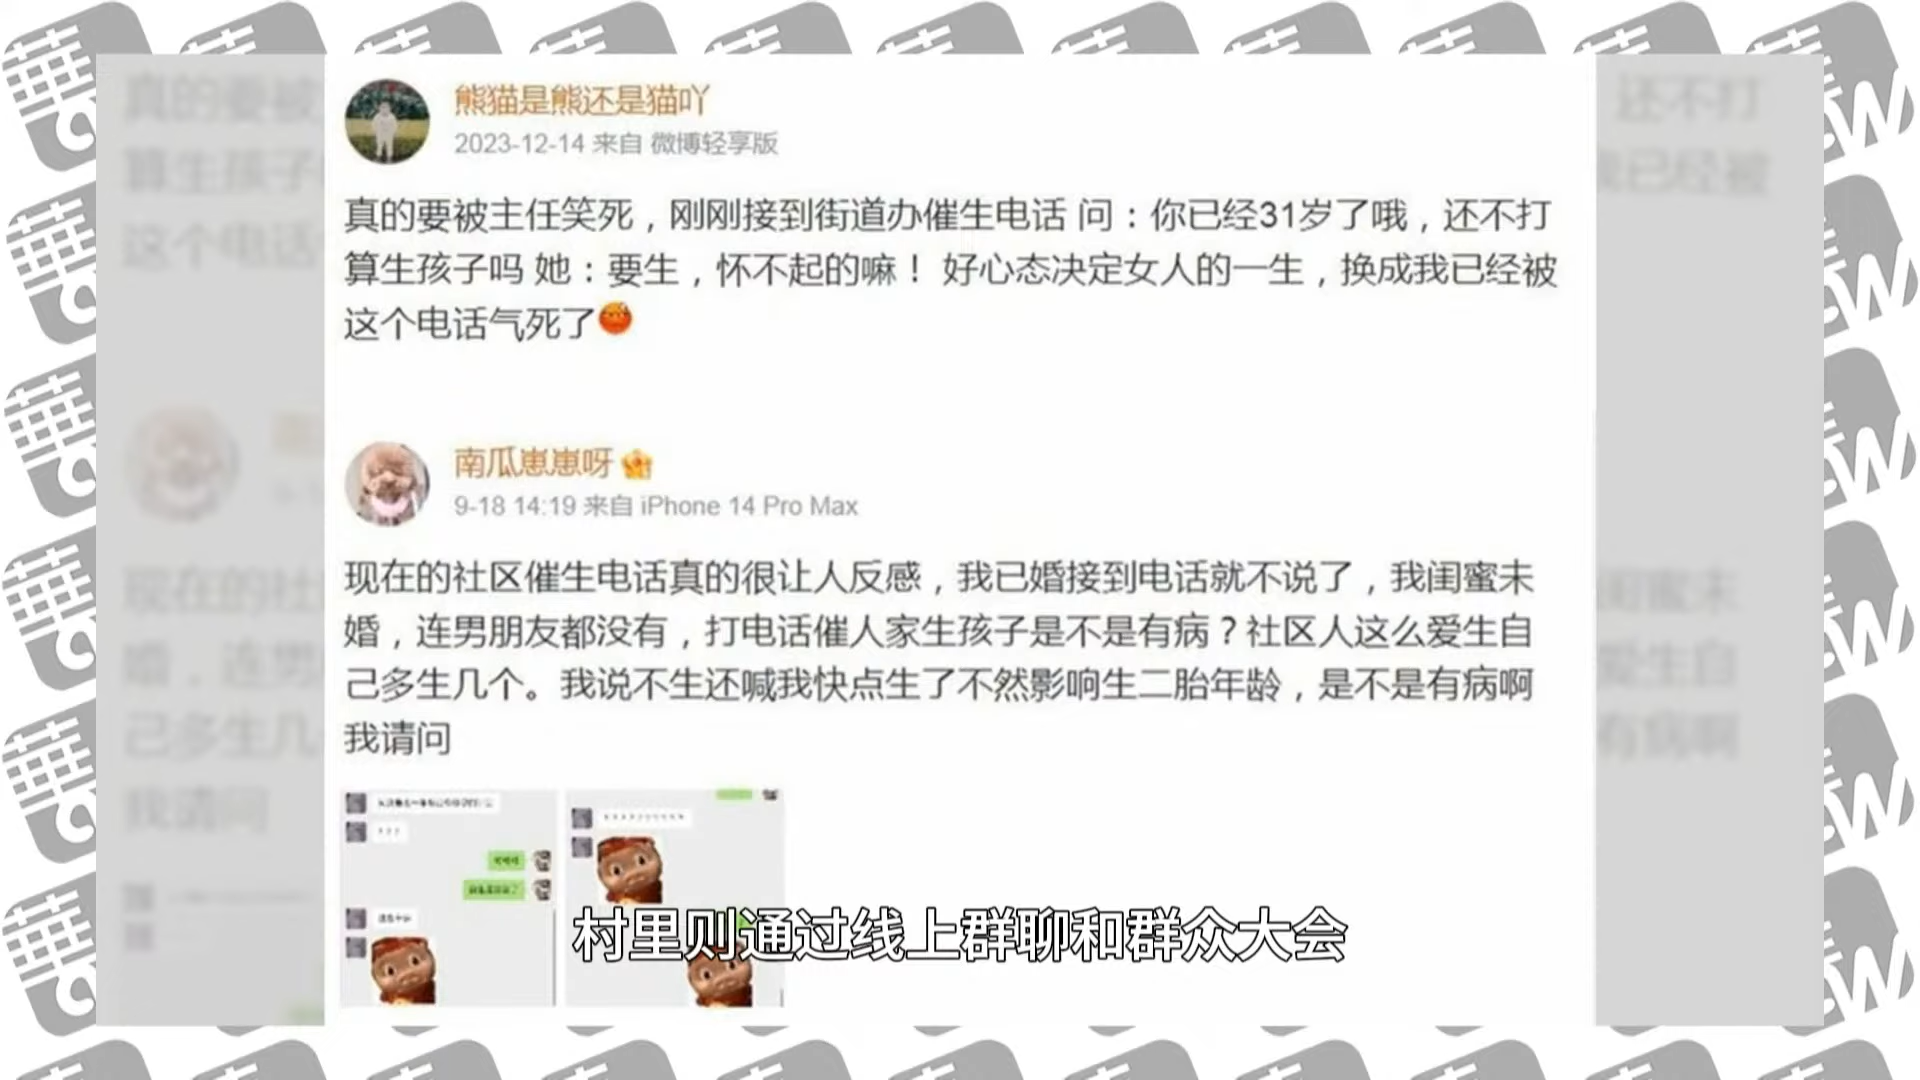 熊猫是熊还是猫吖
2023-12-14 来自 微博轻享版
真的要被主任笑死，刚刚接到街道办催生电话 问：你已经31岁了哦，还不打
算生孩子吗 她：要生，怀不起的嘛！ 好心态决定女人的一生，换成我已经被
这个电话气死了
南瓜崽崽呀
9-18 14:19 来自 iPhone 14 Pro Max
现在的社区催生电话真的很让人反感，我已婚接到电话就不说了，我闺蜜未
婚，连男朋友都没有，打电话催人家生孩子是不是有病？社区人这么爱生自
己多生几个。我说不生还喊我快点生了不然影响生二胎年龄，是不是有病啊
我请问
村里则通过线上群聊和群众大会